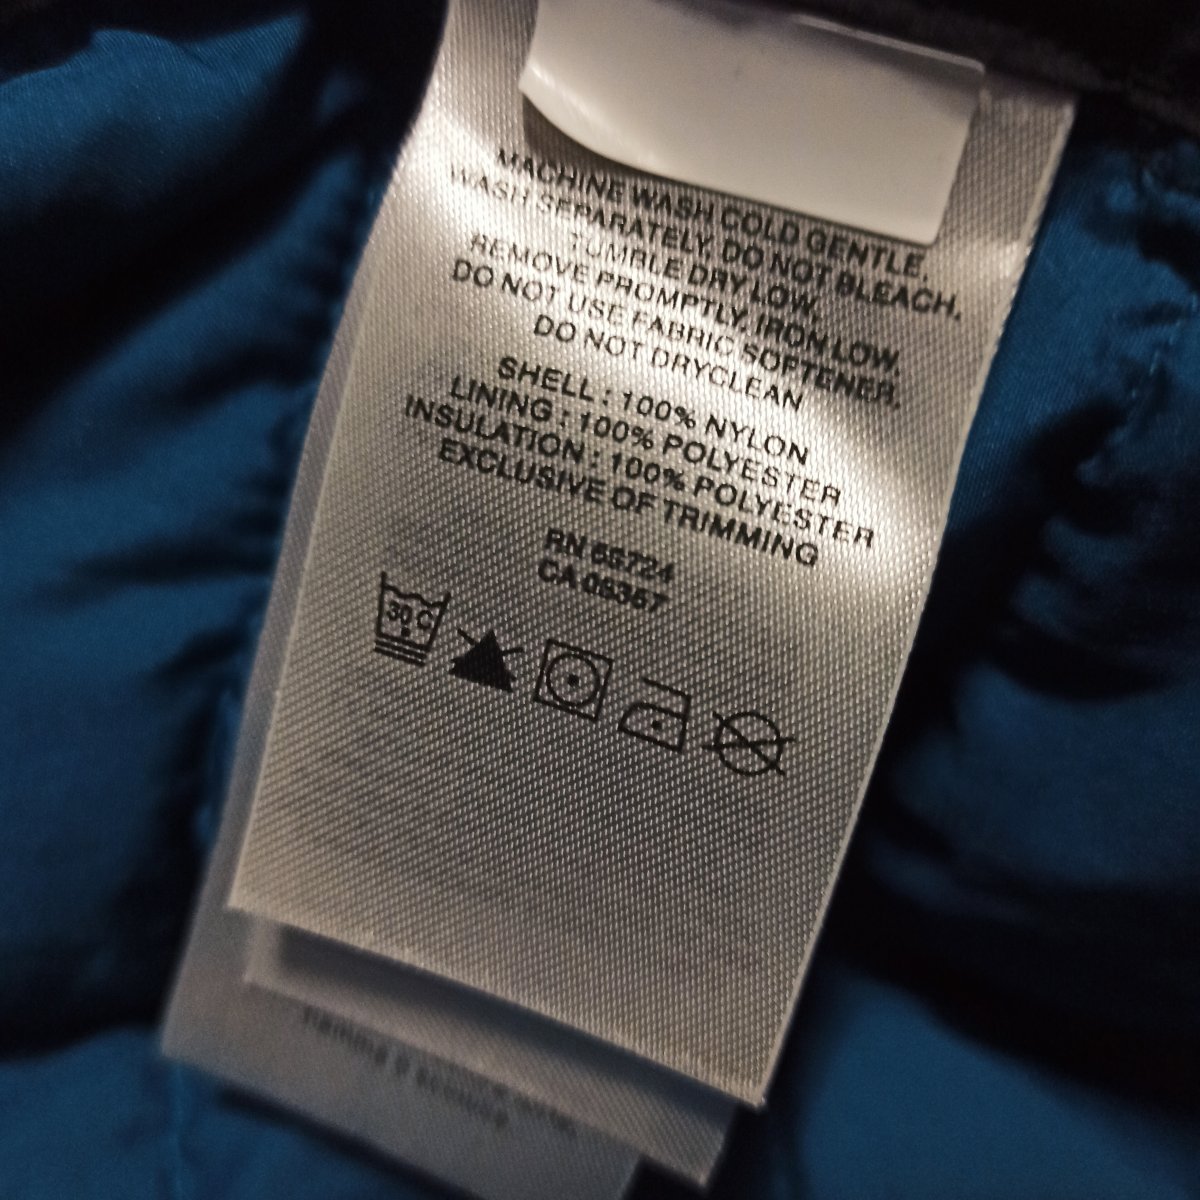 MACHINE WASH COLD GENTLE.
WASH SEPARATELY. DO NOT BLEACH.
TUMBLE DRY LOW.
REMOVE PROMPTLY. IRON LOW.
DO NOT USE FABRIC SOFTENER.
DO NOT DRYCLEAN
SHELL : 100% NYLON
LINING : 100% POLYESTER
INSULATION : 100% POLYESTER
EXCLUSIVE OF TRIMMING
RN
CA
30 C